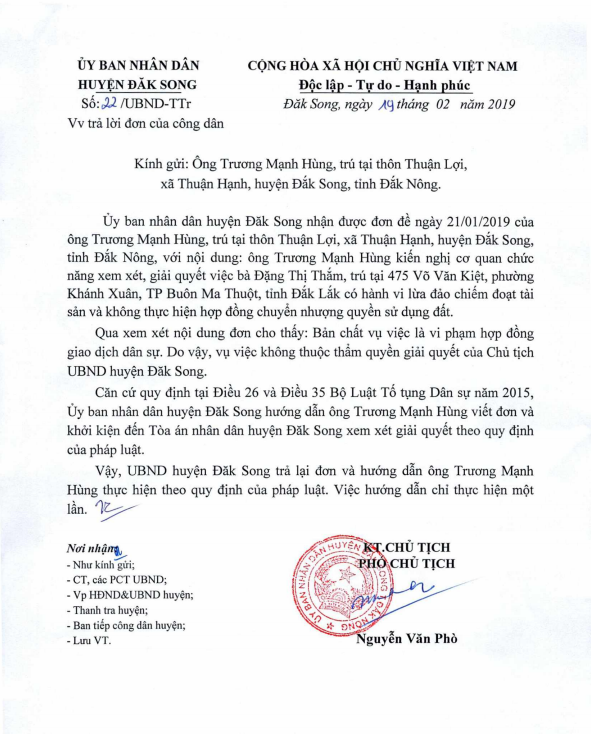 ỦY BAN NHÂN DÂN
HUYỆN ĐĂK SONG
Số: 22 /UBND-TTr
Vv trả lời đơn của công dân
CỘNG HÒA XÃ HỘI CHỦ NGHĨA VIỆT NAM
Độc lập - Tự do - Hạnh phúc
Đăk Song, ngày 19 tháng 02 năm 2019
Kính gửi: Ông Trương Mạnh Hùng, trú tại thôn Thuận Lợi,
xã Thuận Hạnh, huyện Đắk Song, tỉnh Đắk Nông.
Ủy ban nhân dân huyện Đăk Song nhận được đơn đề ngày 21/01/2019 của
ông Trương Mạnh Hùng, trú tại thôn Thuận Lợi, xã Thuận Hạnh, huyện Đắk Song,
tỉnh Đắk Nông, với nội dung: ông Trương Mạnh Hùng kiến nghị cơ quan chức
năng xem xét, giải quyết việc bà Đặng Thị Thắm, trú tại 475 Võ Văn Kiệt, phường
Khánh Xuân, TP Buôn Ma Thuột, tỉnh Đắk Lắk có hành vi lừa đảo chiếm đoạt tài
sản và không thực hiện hợp đồng chuyển nhượng quyền sử dụng đất.
Qua xem xét nội dung đơn cho thấy: Bản chất vụ việc là vi phạm hợp đồng
giao dịch dân sự. Do vậy, vụ việc không thuộc thẩm quyền giải quyết của Chủ tịch
UBND huyện Đăk Song.
Căn cứ quy định tại Điều 26 và Điều 35 Bộ Luật Tố tụng Dân sự năm 2015,
Ủy ban nhân dân huyện Đăk Song hướng dẫn ông Trương Mạnh Hùng viết đơn và
khởi kiện đến Tòa án nhân dân huyện Đăk Song xem xét giải quyết theo quy định
của pháp luật.
Vậy, UBND huyện Đăk Song trả lại đơn và hướng dẫn ông Trương Mạnh
Hùng thực hiện theo quy định của pháp luật. Việc hướng dẫn chỉ thực hiện một
lần.
Nơi nhận:
- Như kính gửi;
- CT, các PCT UBND;
- Vp HĐND&UBND huyện;
- Thanh tra huyện;
- Ban tiếp công dân huyện;
- Lưu VT.
KT.CHỦ TỊCH
PHÓ CHỦ TỊCH
ỦY BAN NHÂN DÂN HUYỆN ĐĂK SONG
Nguyễn Văn Phò